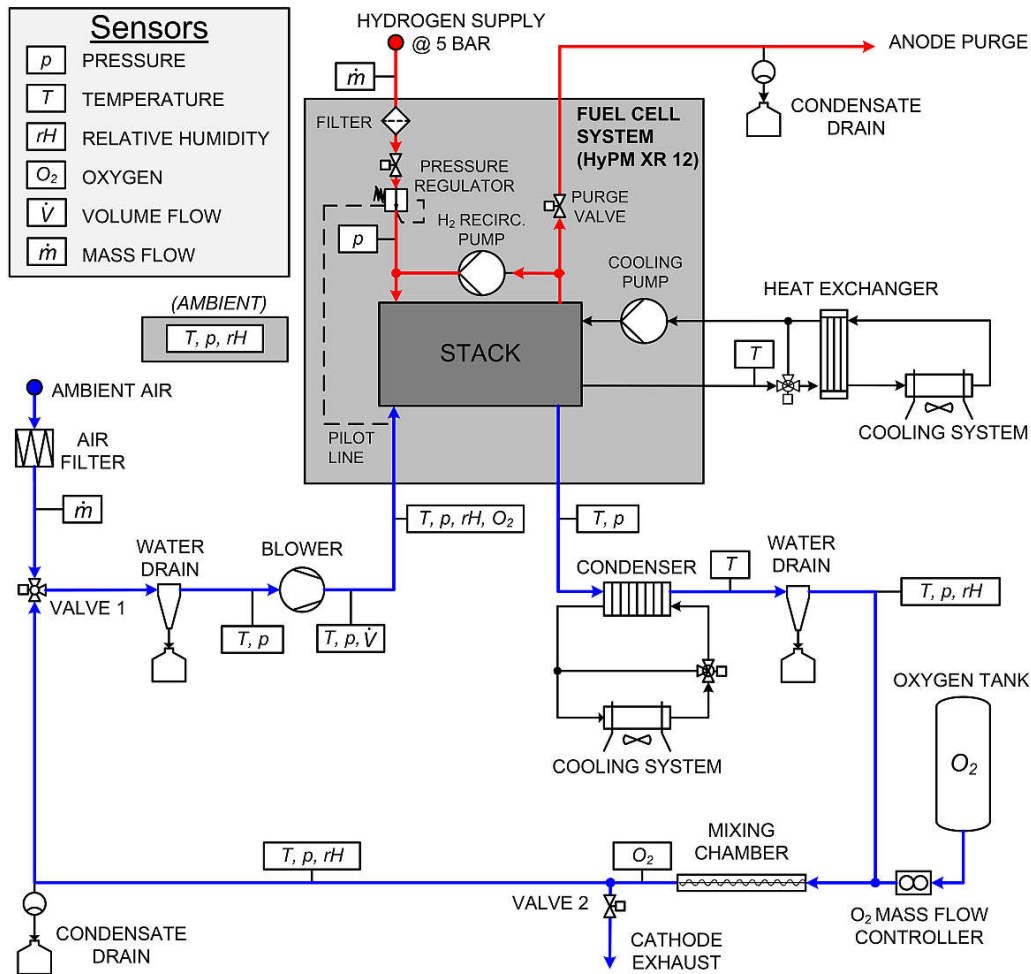 Sensors
p PRESSURE
T TEMPERATURE
rH RELATIVE HUMIDITY
O₂ OXYGEN
V̇ VOLUME FLOW
ṁ MASS FLOW
HYDROGEN SUPPLY
@ 5 BAR
ṁ
ANODE PURGE
CONDENSATE
DRAIN
FUEL CELL
SYSTEM
(HyPM XR 12)
FILTER
PRESSURE
REGULATOR
PURGE
VALVE
p
H₂ RECIRC.
PUMP
COOLING
PUMP
HEAT EXCHANGER
(AMBIENT)
T, p, rH
STACK
T
COOLING SYSTEM
AMBIENT AIR
AIR
FILTER
PILOT
LINE
ṁ
T, p, rH, O₂
T, p
WATER
DRAIN
BLOWER
CONDENSER
T
WATER
DRAIN
VALVE 1
T, p
T, p, V̇
T, p, rH
OXYGEN TANK
O₂
COOLING SYSTEM
T, p, rH
O₂
MIXING
CHAMBER
VALVE 2
O₂ MASS FLOW
CONTROLLER
CONDENSATE
DRAIN
CATHODE
EXHAUST